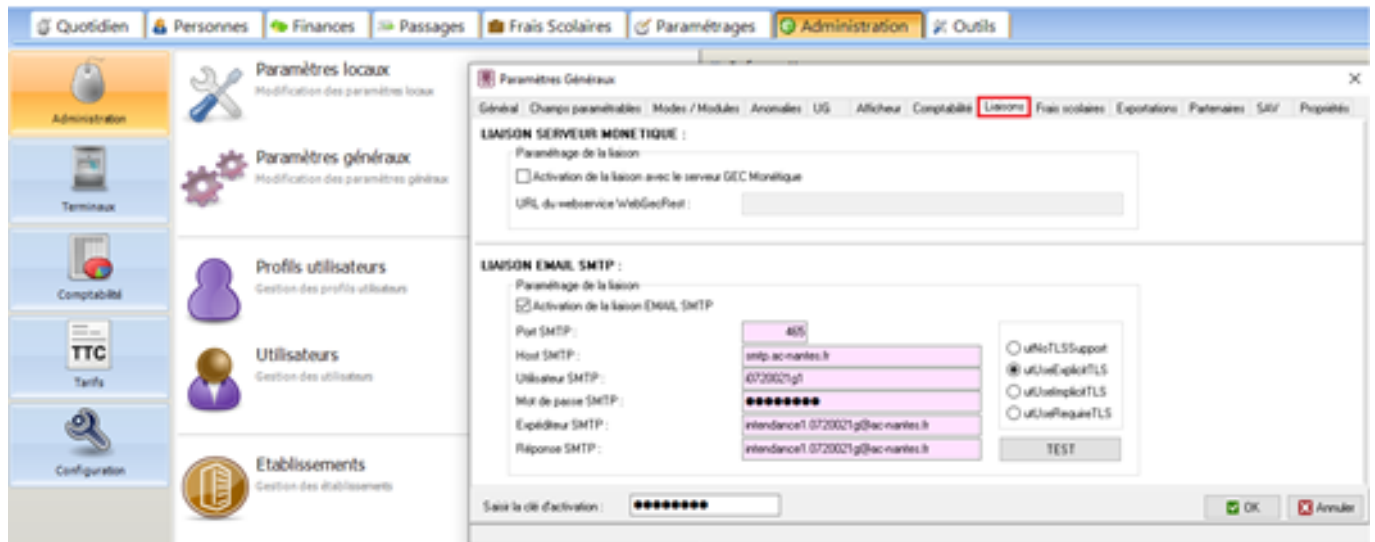 Quotidien Personnes Finances Passages Frais Scolaires Paramétrages Administration Outils
Administration
Terminaux
Comptabilité
TTC
Tarifs
Configuration
Paramètres locaux
Modification des paramètres locaux
Paramètres généraux
Modification des paramètres généraux
Profils utilisateurs
Gestion des profils utilisateurs
Utilisateurs
Gestion des utilisateurs
Etablissements
Gestion des établissements
Paramètres Généraux
Général Champs paramétrables Modes / Modules Anomalies UG Afficheur Comptabilité Liaisons Frais scolaires Exportations Partenaires SAV Propriétés
LIAISON SERVEUR MONETIQUE :
Paramétrage de la liaison
Activation de la liaison avec le serveur GEC Monétique
URL du webservice WebGecRest :
LIAISON EMAIL SMTP :
Paramétrage de la liaison
Activation de la liaison EMAIL SMTP
Port SMTP : 465
Host SMTP : smtp.ac-nantes.fr
Utilisateur SMTP : i0720021g1
Mot de passe SMTP : ●●●●●●●●
Expéditeur SMTP : intendance1.0720021g@ac-nantes.fr
Réponse SMTP : intendance1.0720021g@ac-nantes.fr
utNoTLSSupport
utUseExplicitTLS
utUseImplicitTLS
utUseRequireTLS
TEST
Saisir la clé d'activation : ●●●●●●●●
OK Annuler